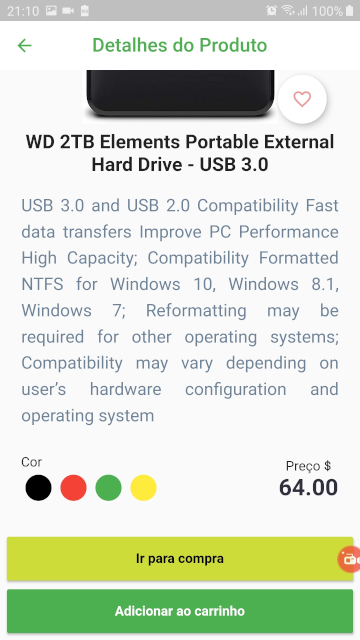 21:10
100%
Detalhes do Produto
WD 2TB Elements Portable External
Hard Drive - USB 3.0
USB 3.0 and USB 2.0 Compatibility Fast
data transfers Improve PC Performance
High Capacity; Compatibility Formatted
NTFS for Windows 10, Windows 8.1,
Windows 7; Reformatting may be
required for other operating systems;
Compatibility may vary depending on
user’s hardware configuration and
operating system
Cor
Preço $
64.00
Ir para compra
Adicionar ao carrinho